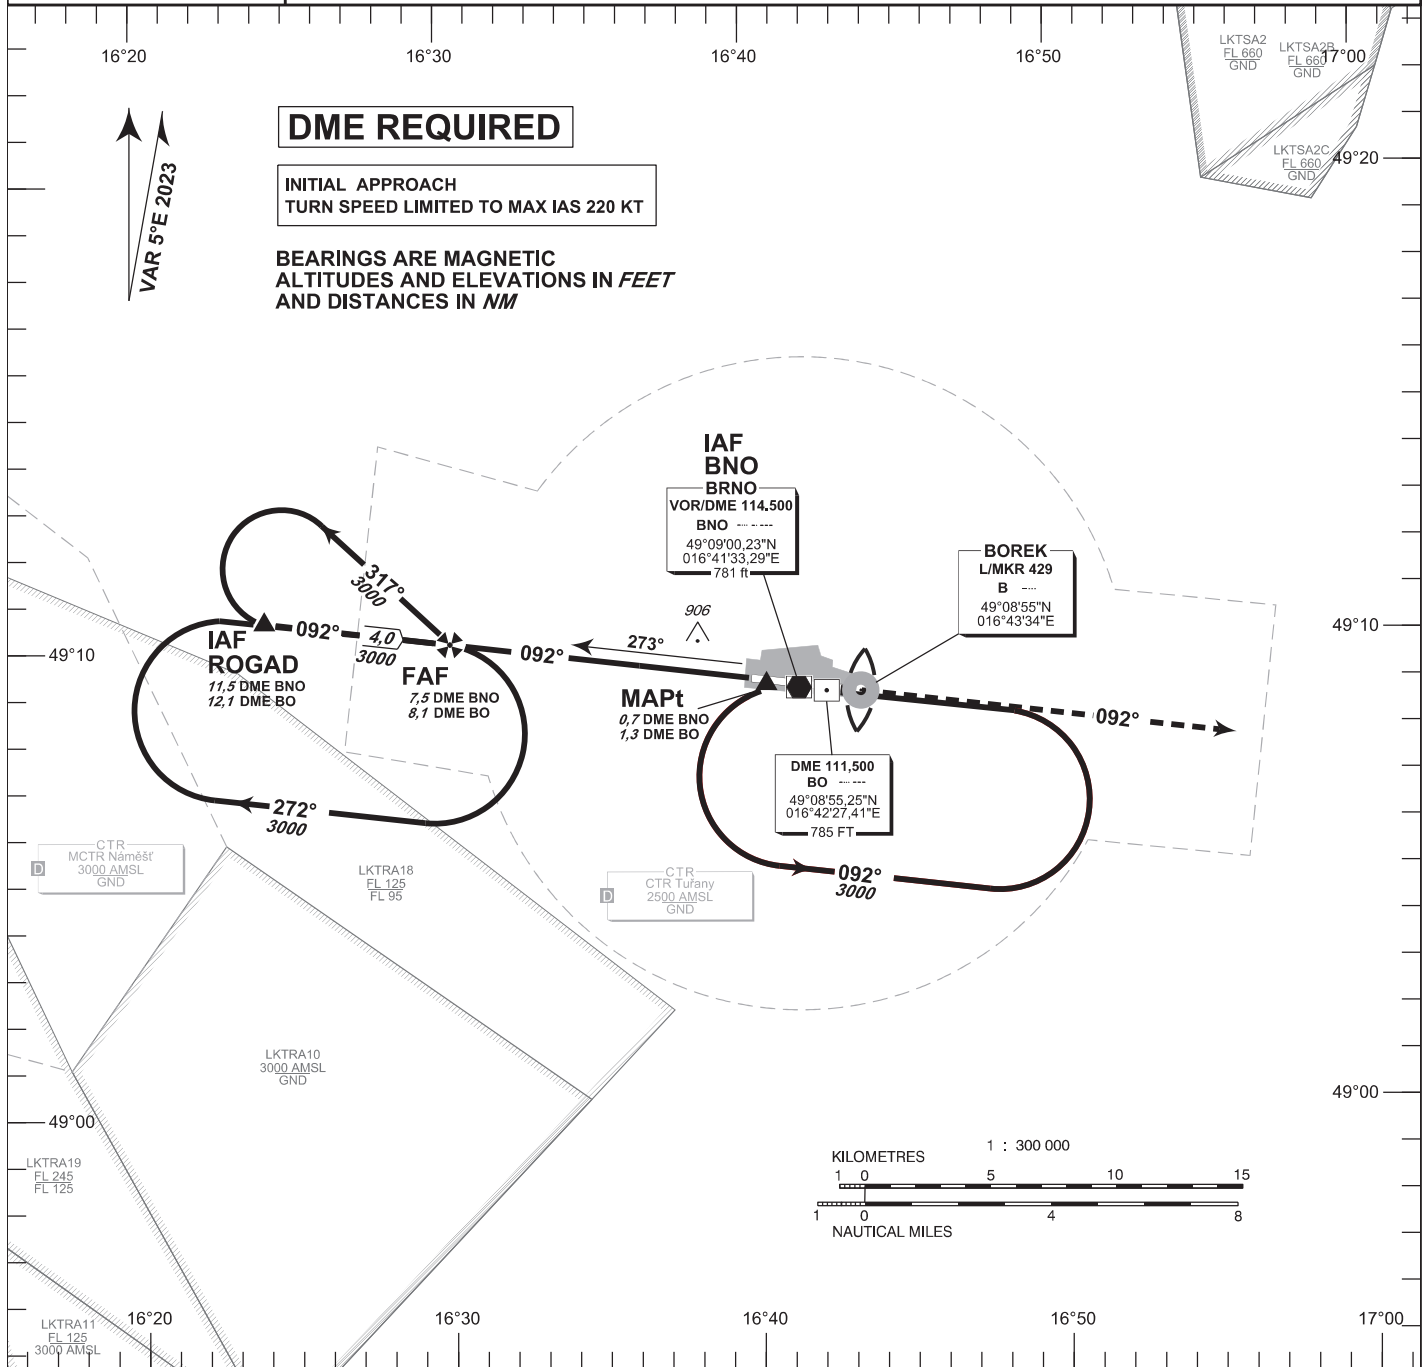 16°20
16°30
16°40
16°50
17°00
LKTSA2
FL 660
GND
LKTSA2B
FL 660
GND
LKTSA2C
FL 660
GND
49°20
VAR 5°E 2023
DME REQUIRED
INITIAL APPROACH
TURN SPEED LIMITED TO MAX IAS 220 KT
BEARINGS ARE MAGNETIC
ALTITUDES AND ELEVATIONS IN FEET
AND DISTANCES IN NM
IAF
BNO
BRNO
VOR/DME 114.500
BNO
49°09'00,23"N
016°41'33,29"E
781 ft
BOREK
L/MKR 429
B
49°08'55"N
016°43'34"E
317°
3000
906
273°
49°10
49°10
092°
4,0
3000
092°
IAF
ROGAD
11,5 DME BNO
12,1 DME BO
FAF
7,5 DME BNO
8,1 DME BO
MAPt
0,7 DME BNO
1,3 DME BO
092°
DME 111,500
BO
49°08'55,25"N
016°42'27,41"E
785 FT
272°
3000
092°
3000
CTR
MCTR Náměšť
3000 AMSL
GND
D
LKTRA18
FL 125
FL 95
CTR
CTR Tuřany
2500 AMSL
GND
D
LKTRA10
3000 AMSL
GND
49°00
49°00
LKTRA19
FL 245
FL 125
1 : 300 000
KILOMETRES
1 0 5 10 15
1 0 4 8
NAUTICAL MILES
LKTRA11
FL 125
3000 AMSL
16°20
16°30
16°40
16°50
17°00